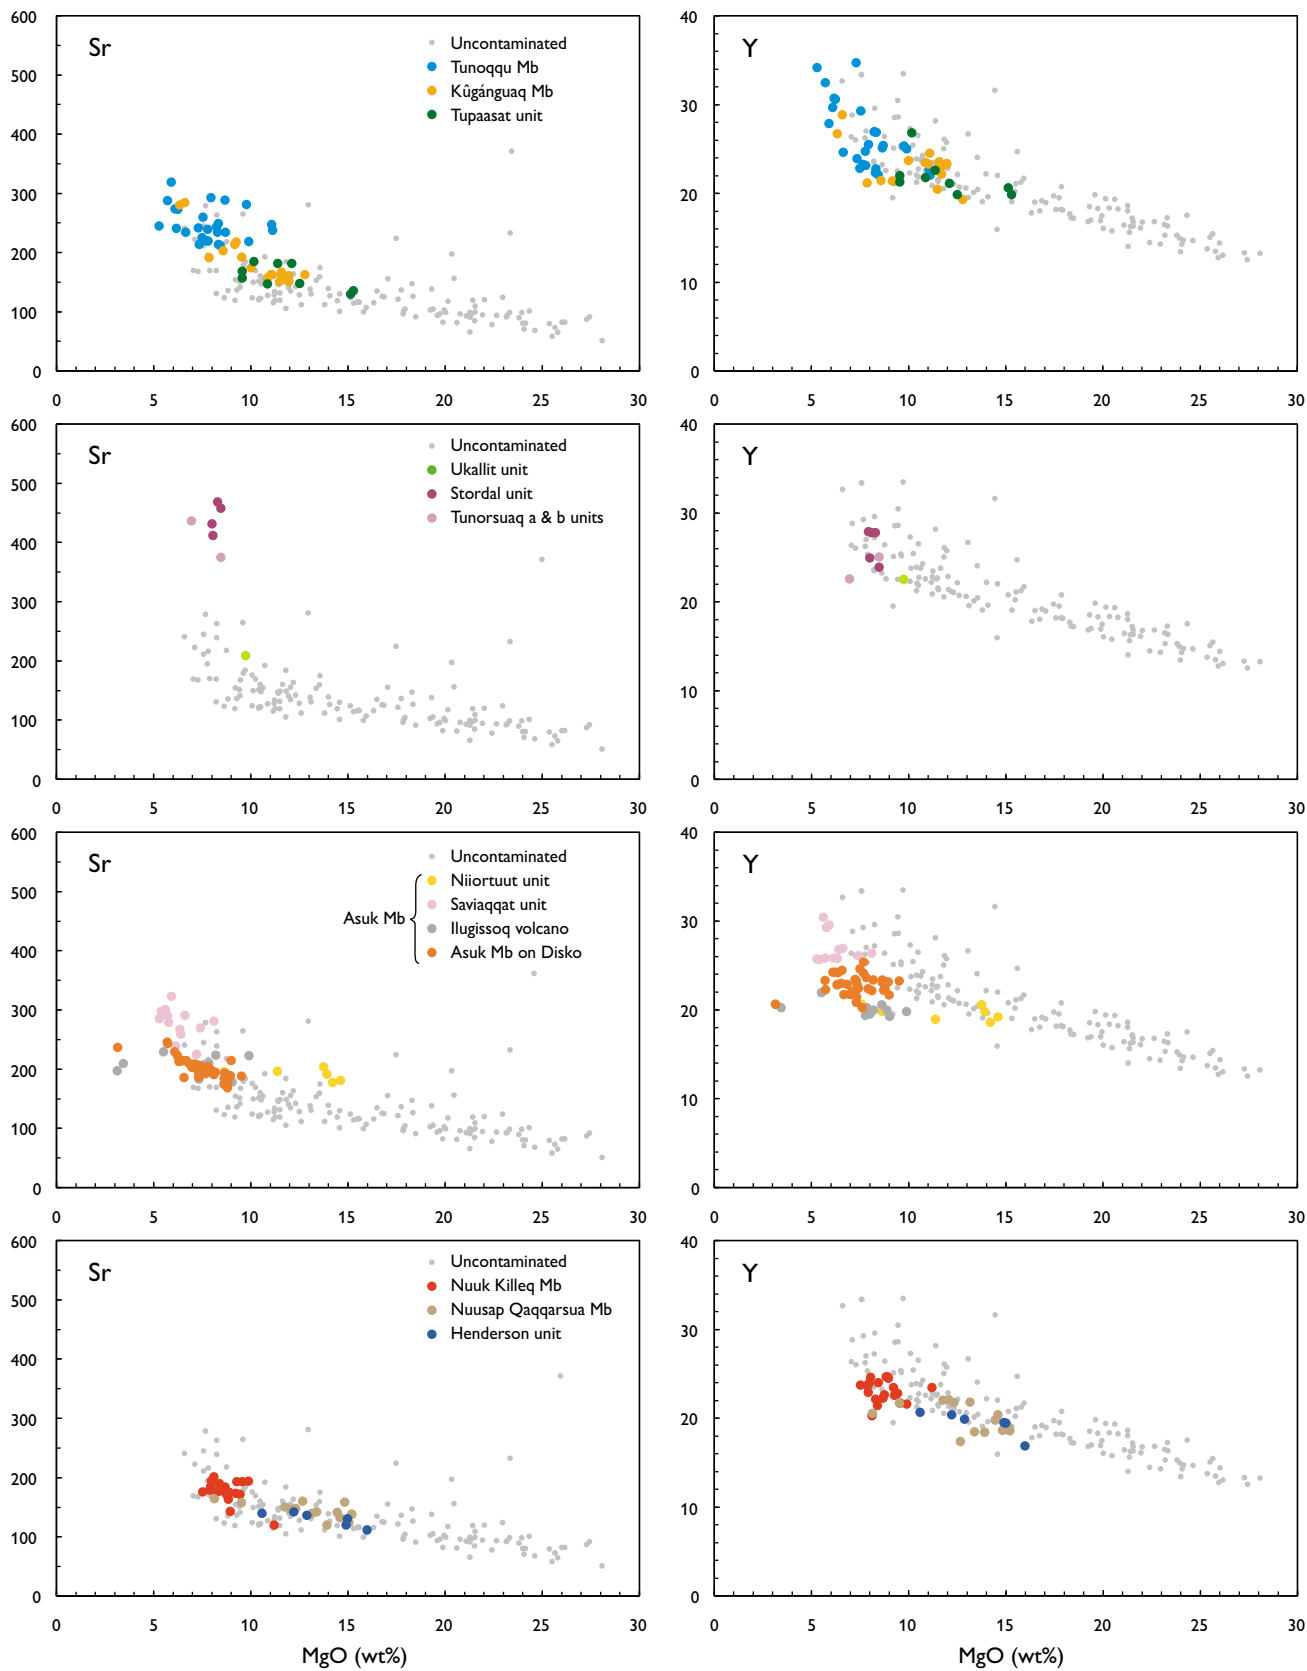 600
500
400
300
200
100
0
Sr
Uncontaminated
Tunoqqu Mb
Kûgánguaq Mb
Tupaasat unit
0 5 10 15 20 25 30
40
30
20
10
0
Y
0 5 10 15 20 25 30
600
500
400
300
200
100
0
Sr
Uncontaminated
Ukallit unit
Stordal unit
Tunorsuaq a & b units
0 5 10 15 20 25 30
40
30
20
10
0
Y
0 5 10 15 20 25 30
600
500
400
300
200
100
0
Sr
Uncontaminated
Asuk Mb
Niiortuut unit
Saviaqqat unit
Ilugissoq volcano
Asuk Mb on Disko
0 5 10 15 20 25 30
40
30
20
10
0
Y
0 5 10 15 20 25 30
600
500
400
300
200
100
0
Sr
Uncontaminated
Nuuk Killeq Mb
Nuusap Qaqqarsua Mb
Henderson unit
0 5 10 15 20 25 30
MgO (wt%)
40
30
20
10
0
Y
0 5 10 15 20 25 30
MgO (wt%)